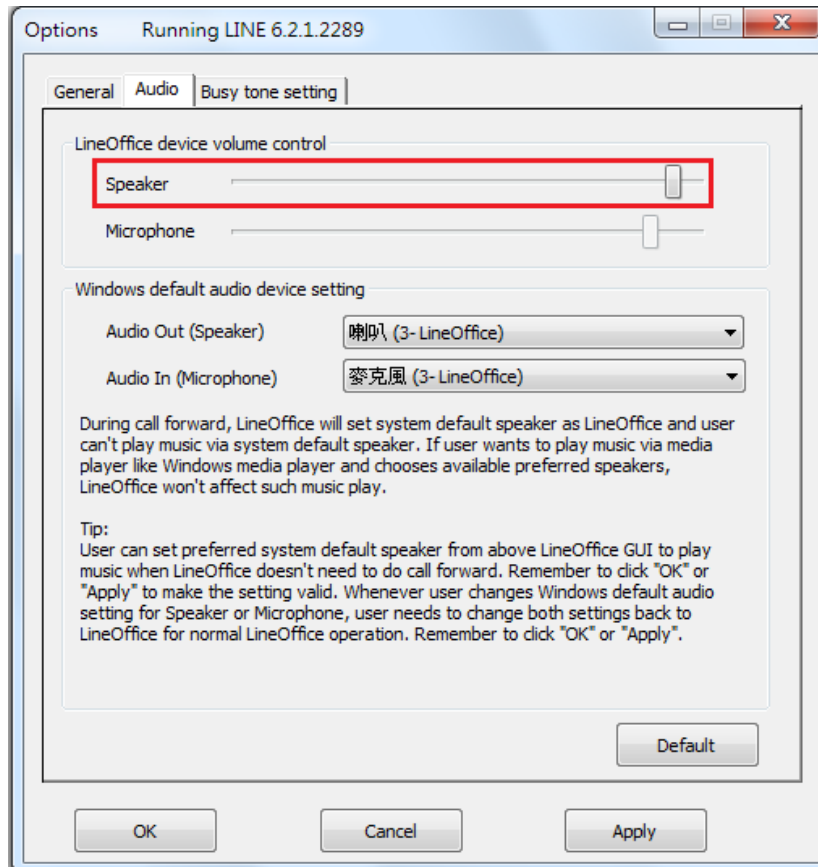 Options Running LINE 6.2.1.2289
General Audio Busy tone setting
LineOffice device volume control
Speaker
Microphone
Windows default audio device setting
Audio Out (Speaker) 喇叭 (3- LineOffice)
Audio In (Microphone) 麥克風 (3- LineOffice)
During call forward, LineOffice will set system default speaker as LineOffice and user
can't play music via system default speaker. If user wants to play music via media
player like Windows media player and chooses available preferred speakers,
LineOffice won't affect such music play.
Tip:
User can set preferred system default speaker from above LineOffice GUI to play
music when LineOffice doesn't need to do call forward. Remember to click "OK" or
"Apply" to make the setting valid. Whenever user changes Windows default audio
setting for Speaker or Microphone, user needs to change both settings back to
LineOffice for normal LineOffice operation. Remember to click "OK" or "Apply".
Default
OK Cancel Apply